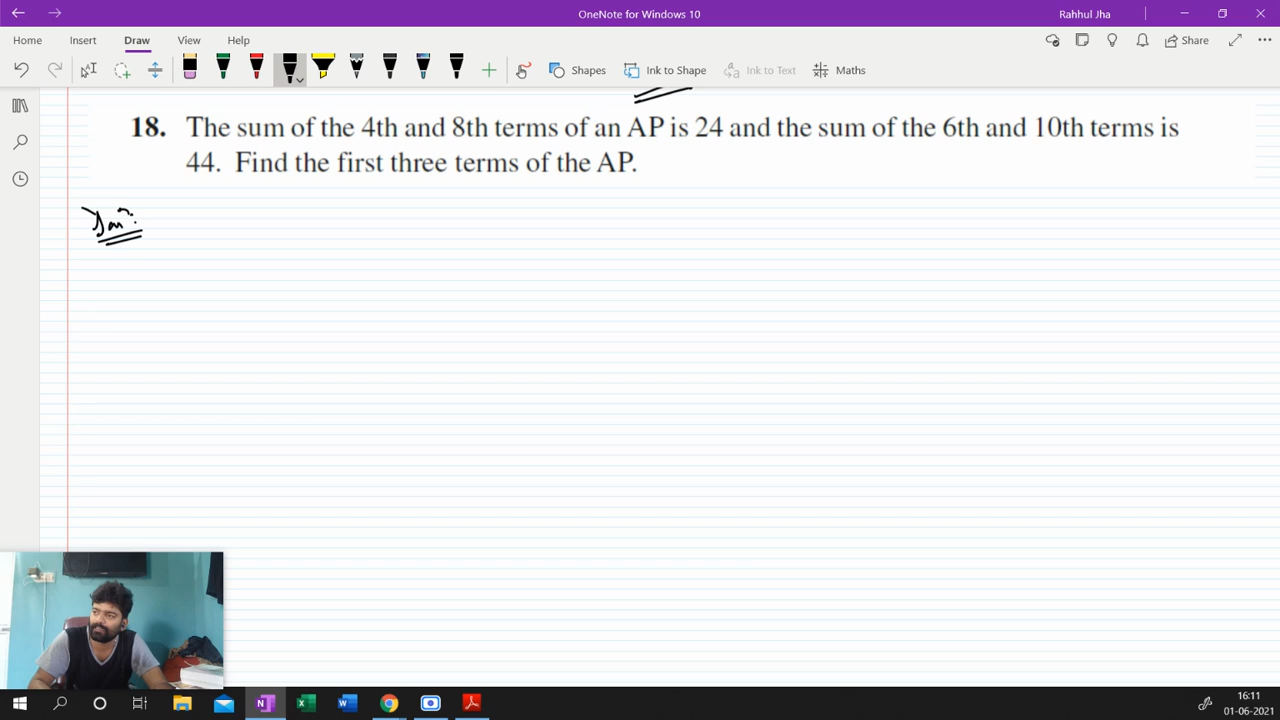 OneNote for Windows 10
Rahhul Jha
Home Insert Draw View Help
Share
Shapes Ink to Shape Ink to Text Maths
18. The sum of the 4th and 8th terms of an AP is 24 and the sum of the 6th and 10th terms is
44. Find the first three terms of the AP.
16:11
01-06-2021